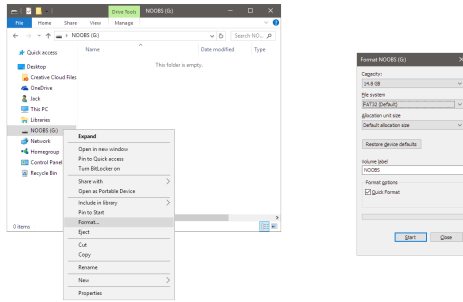 Drive Tools
NOOBS (G:)
File
Home
Share
View
Manage
NOOBS (G:)
Search NO...
Quick access
Desktop
Creative Cloud Files
OneDrive
Jack
This PC
Libraries
NOOBS (G:)
Network
Homegroup
Control Panel
Recycle Bin
Name
Date modified
Type
This folder is empty.
0 items
Expand
Open in new window
Pin to Quick access
Turn BitLocker on
Share with
Open as Portable Device
Include in library
Pin to Start
Format...
Eject
Cut
Copy
Rename
New
Properties
Format NOOBS (G:)
Capacity:
14.9 GB
File system
FAT32 (Default)
Allocation unit size
Default allocation size
Restore device defaults
Volume label
NOOBS
Format options
Quick Format
Start
Close